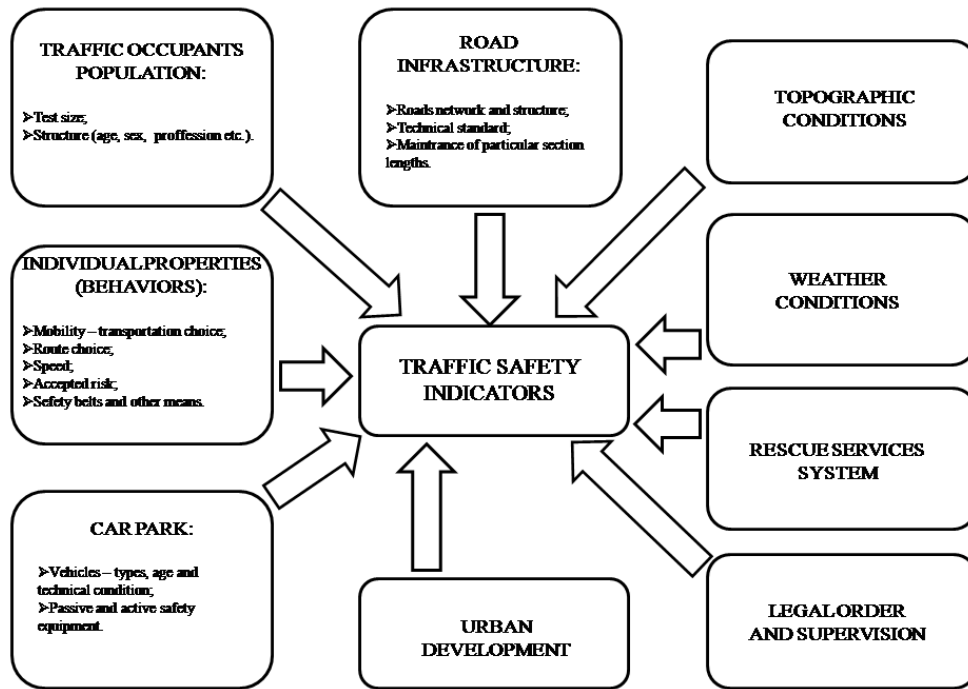 TRAFFIC OCCUPANTS
POPULATION:
➢Test size;
➢Structure (age, sex, proffession etc.).
ROAD
INFRASTRUCTURE:
➢Roads network and structure;
➢Technical standard;
➢Maintrance of particular section
lengths.
TOPOGRAPHIC
CONDITIONS
INDIVIDUAL PROPERTIES
(BEHAVIORS):
➢Mobility – transportation choice;
➢Route choice;
➢Speed;
➢Accepted risk;
➢Safety belts and other means.
TRAFFIC SAFETY
INDICATORS
WEATHER
CONDITIONS
RESCUE SERVICES
SYSTEM
CAR PARK:
➢Vehicles – types, age and
technical condition;
➢Passive and active safety
equipment.
URBAN
DEVELOPMENT
LEGAL ORDER
AND SUPERVISION